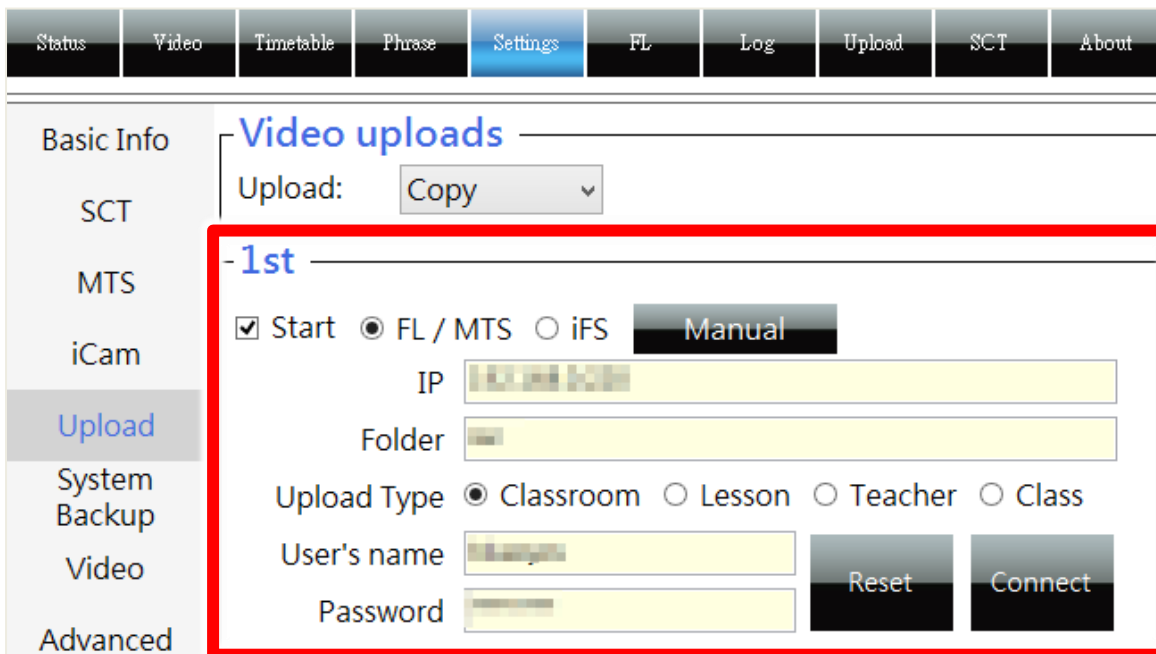 Status Video Timetable Phrase Settings FL Log Upload SCT About
Basic Info
SCT
MTS
iCam
Upload
System
Backup
Video
Advanced
Video uploads
Upload: Copy
1st
Start FL / MTS iFS Manual
IP
Folder
Upload Type Classroom Lesson Teacher Class
User's name
Password
Reset Connect